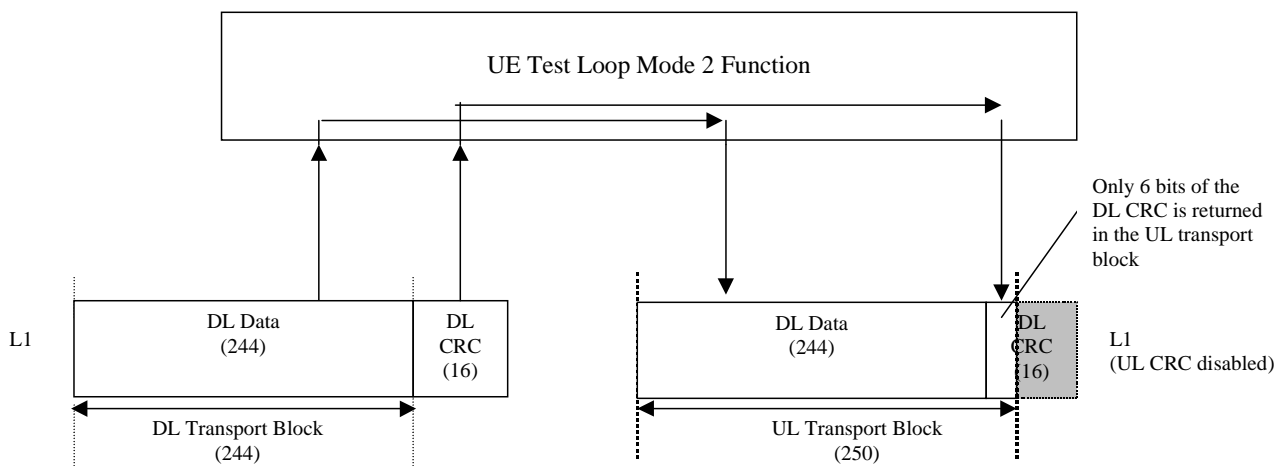 UE Test Loop Mode 2 Function
Only 6 bits of the
DL CRC is returned
in the UL transport
block
L1
DL Data
(244)
DL
CRC
(16)
DL Data
(244)
DL
CRC
(16)
L1
(UL CRC disabled)
DL Transport Block
(244)
UL Transport Block
(250)